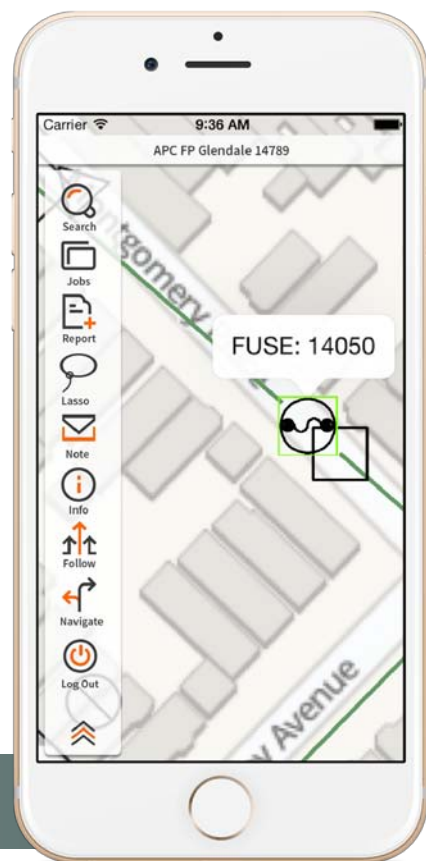 Carrier 9:36 AM
APC FP Glendale 14789
Search
Jobs
Report
Lasso
Note
Info
Follow
Navigate
Log Out
FUSE: 14050
Avenue